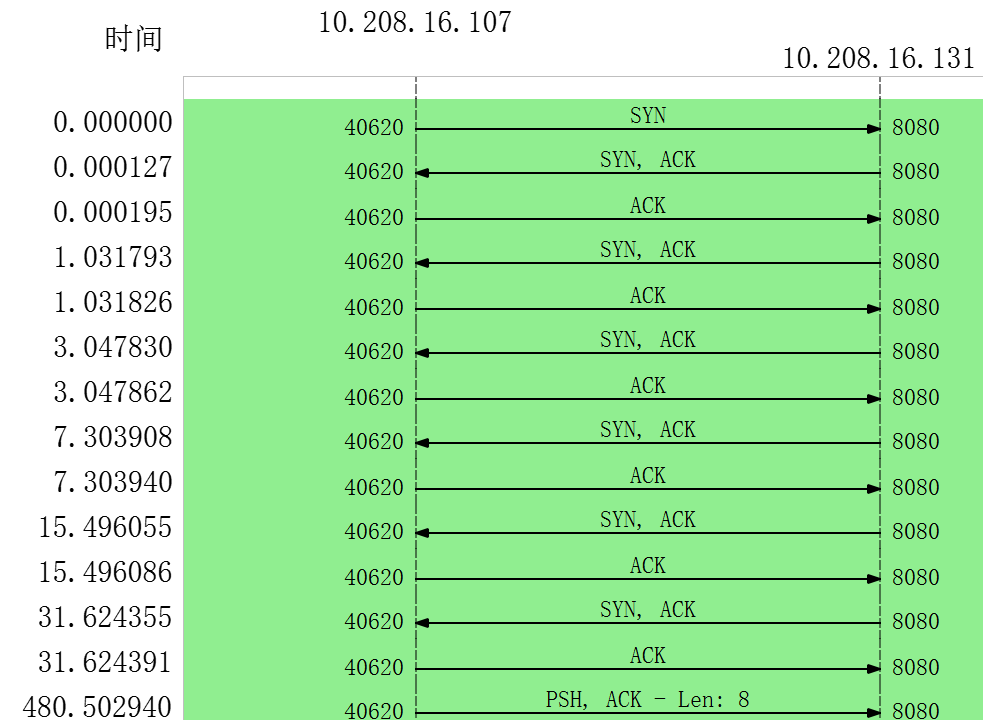 10.208.16.107
时间
10.208.16.131
0.000000 40620 SYN 8080
0.000127 40620 SYN, ACK 8080
0.000195 40620 ACK 8080
1.031793 40620 SYN, ACK 8080
1.031826 40620 ACK 8080
3.047830 40620 SYN, ACK 8080
3.047862 40620 ACK 8080
7.303908 40620 SYN, ACK 8080
7.303940 40620 ACK 8080
15.496055 40620 SYN, ACK 8080
15.496086 40620 ACK 8080
31.624355 40620 SYN, ACK 8080
31.624391 40620 ACK 8080
480.502940 40620 PSH, ACK - Len: 8 8080